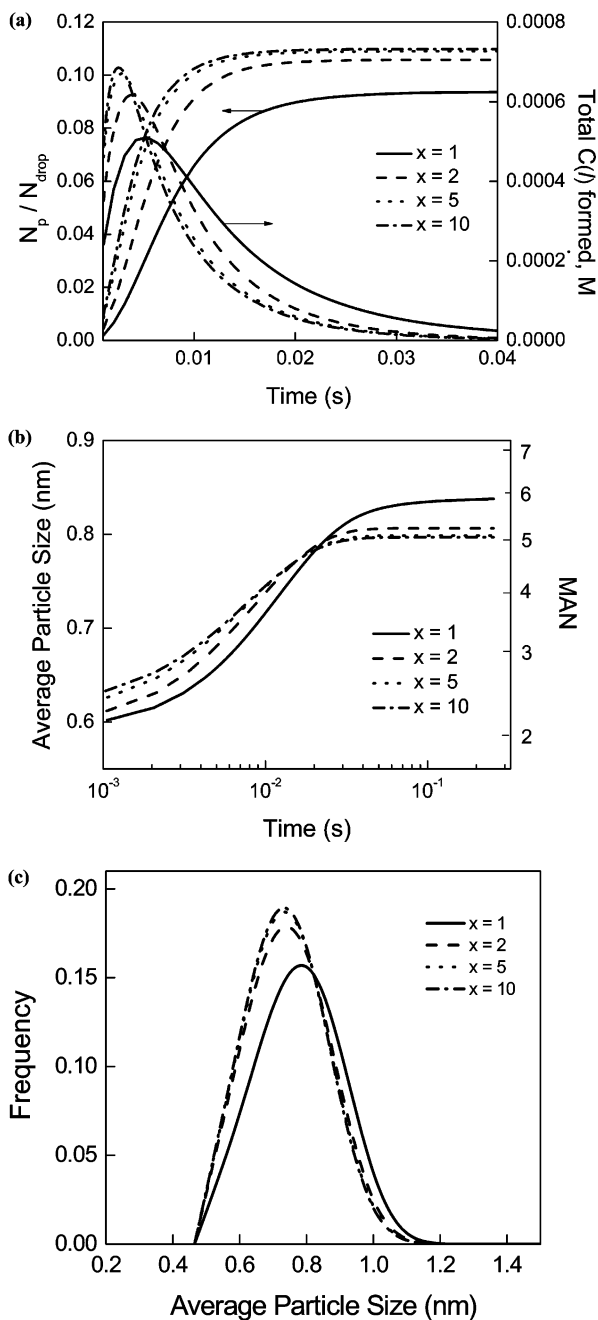 (a)
0.12
0.10
0.08
0.06
0.04
0.02
0.00
N_p / N_drop
0.0008
0.0006
0.0004
0.0002
0.0000
Total C(l) formed, M
x = 1
x = 2
x = 5
x = 10
0.01
0.02
0.03
0.04
Time (s)
(b)
0.9
0.8
0.7
0.6
Average Particle Size (nm)
7
6
5
4
3
2
MAN
x = 1
x = 2
x = 5
x = 10
10^-3
10^-2
10^-1
Time (s)
(c)
0.20
0.15
0.10
0.05
0.00
Frequency
x = 1
x = 2
x = 5
x = 10
0.2
0.4
0.6
0.8
1.0
1.2
1.4
Average Particle Size (nm)